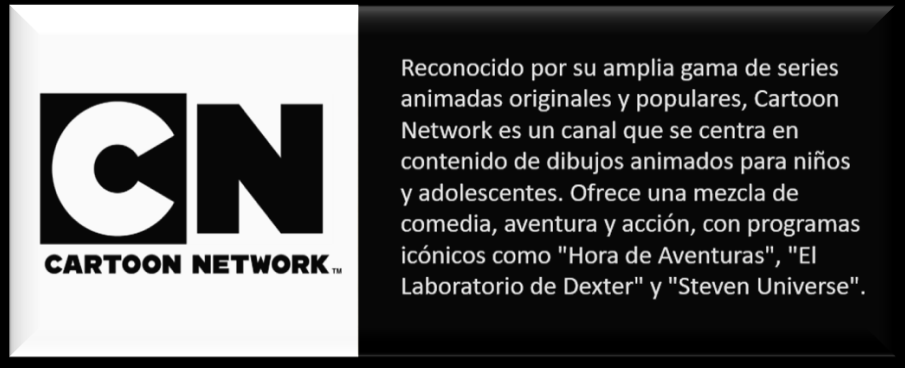 CN
CARTOON NETWORK™
Reconocido por su amplia gama de series
animadas originales y populares, Cartoon
Network es un canal que se centra en
contenido de dibujos animados para niños
y adolescentes. Ofrece una mezcla de
comedia, aventura y acción, con programas
icónicos como "Hora de Aventuras", "El
Laboratorio de Dexter" y "Steven Universe".